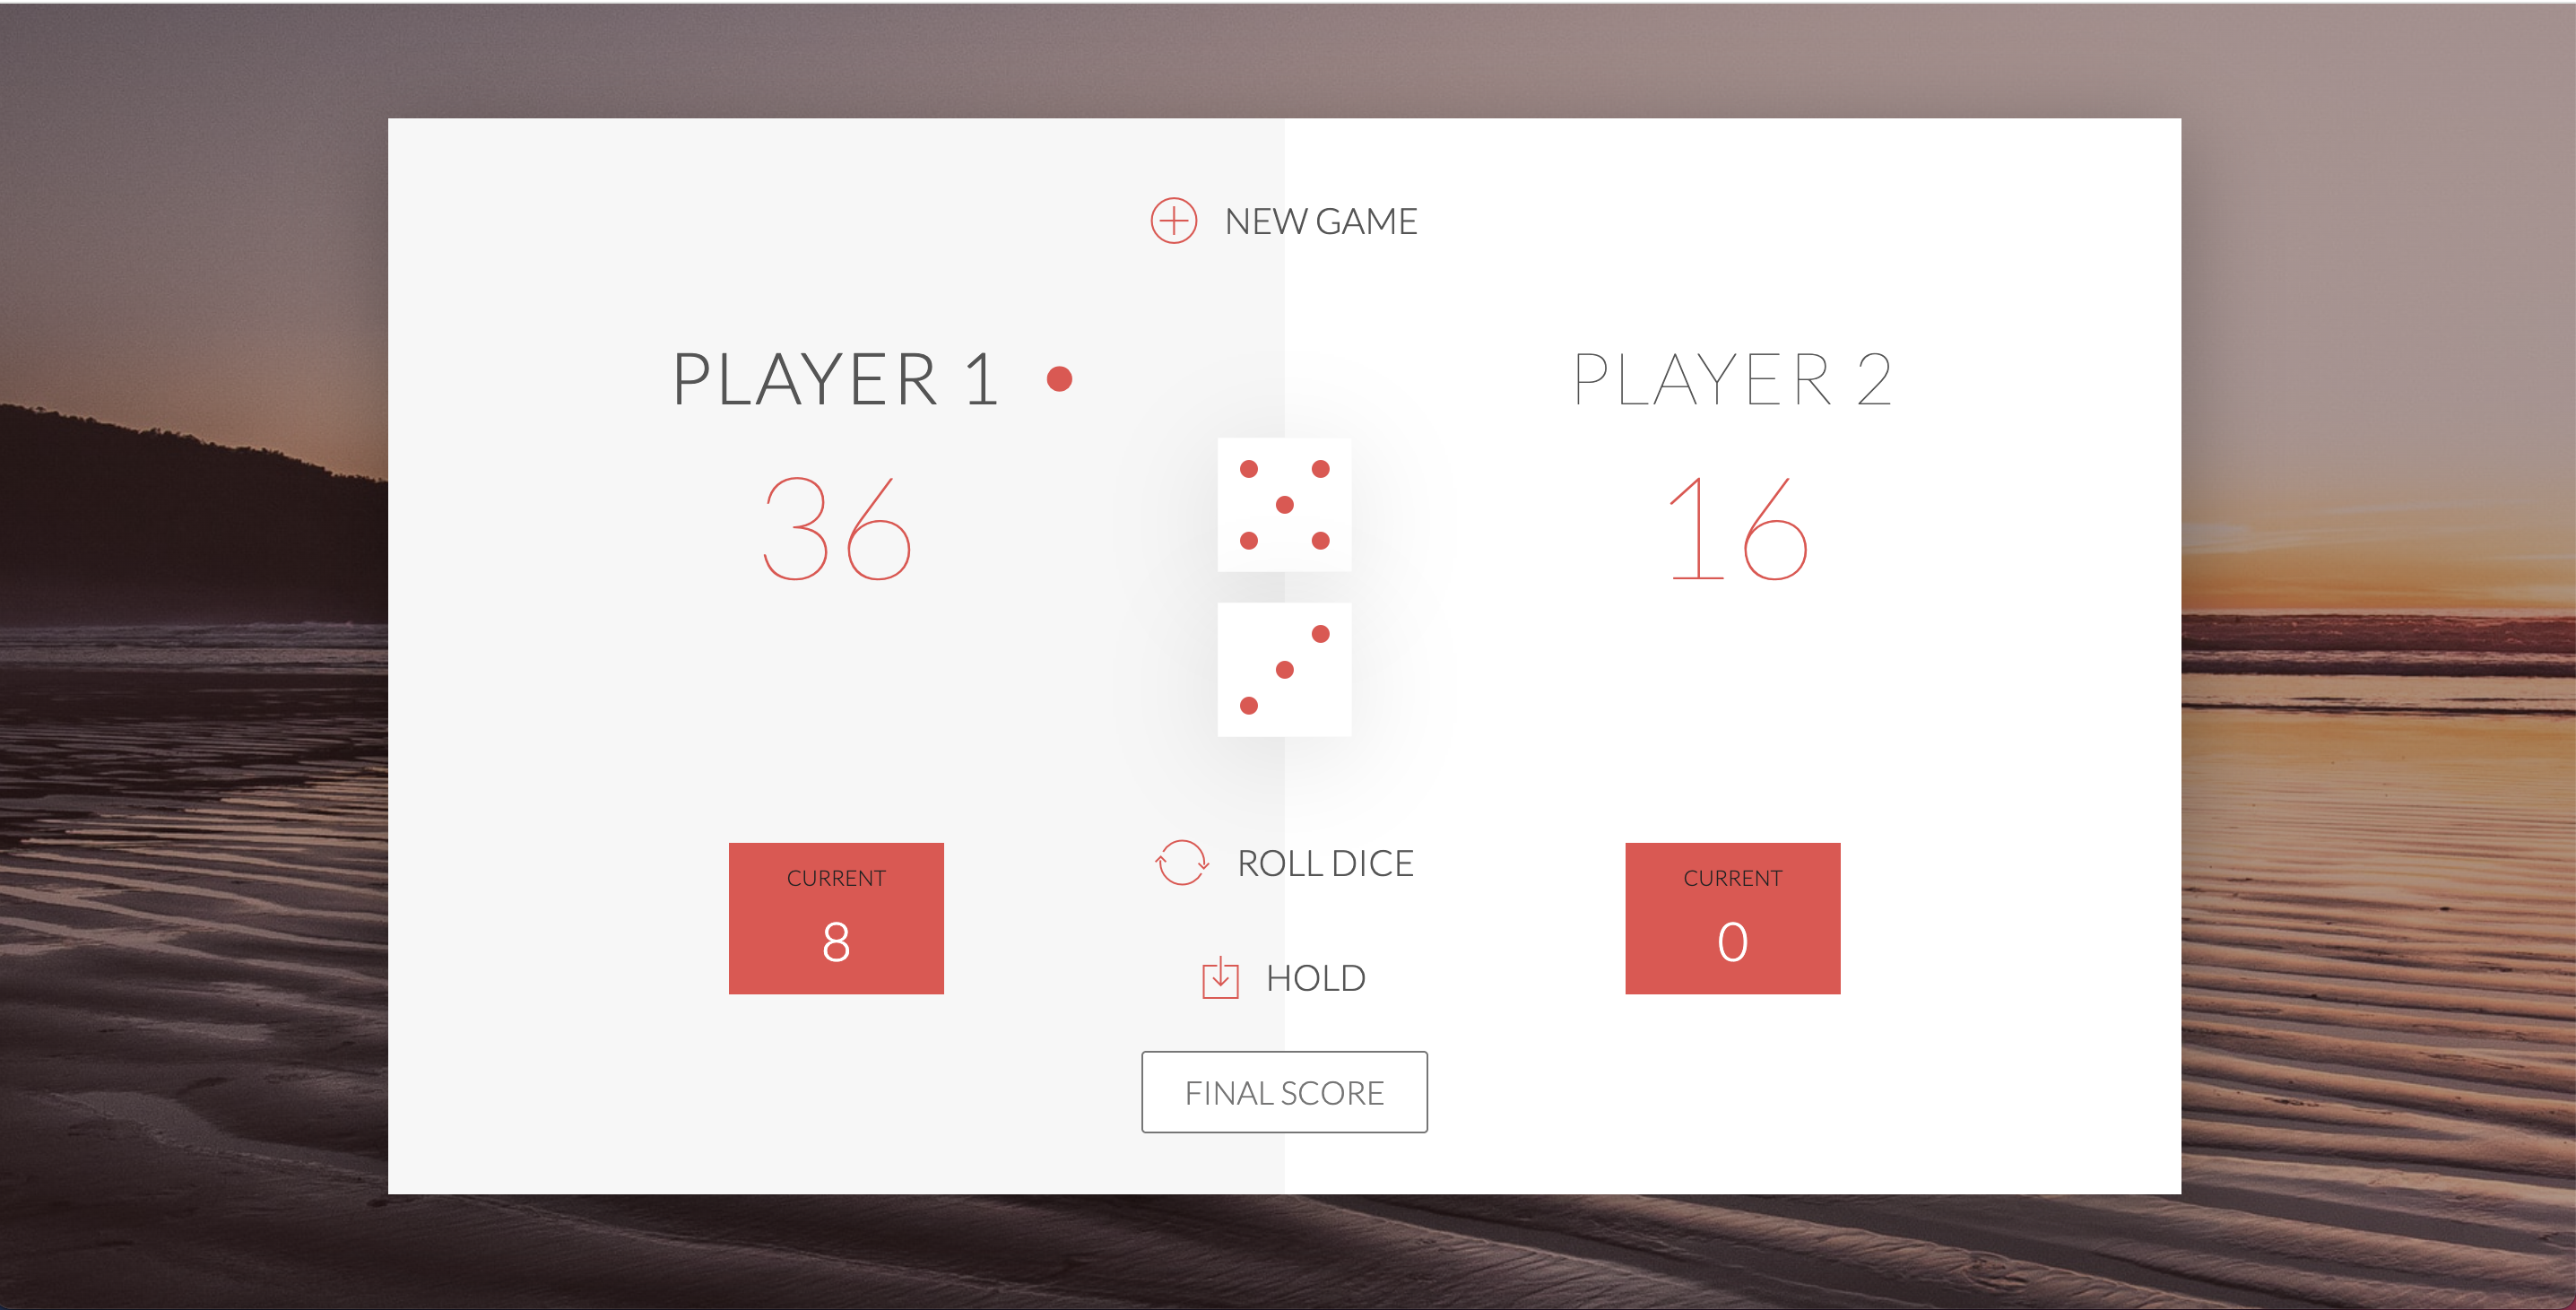 NEW GAME
PLAYER 1
36
PLAYER 2
16
ROLL DICE
CURRENT
8
CURRENT
0
HOLD
FINAL SCORE